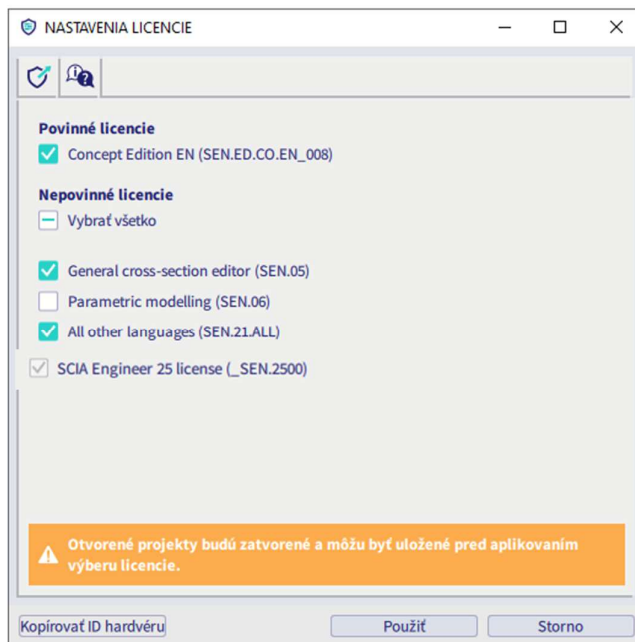 NASTAVENIA LICENCIE
Povinné licencie
Concept Edition EN (SEN.ED.CO.EN_008)
Nepovinné licencie
Vybrať všetko
General cross-section editor (SEN.05)
Parametric modelling (SEN.06)
All other languages (SEN.21.ALL)
SCIA Engineer 25 license (_SEN.2500)
Otvorené projekty budú zatvorené a môžu byť uložené pred aplikovaním
výberu licencie.
Kopírovať ID hardvéru
Použiť
Storno